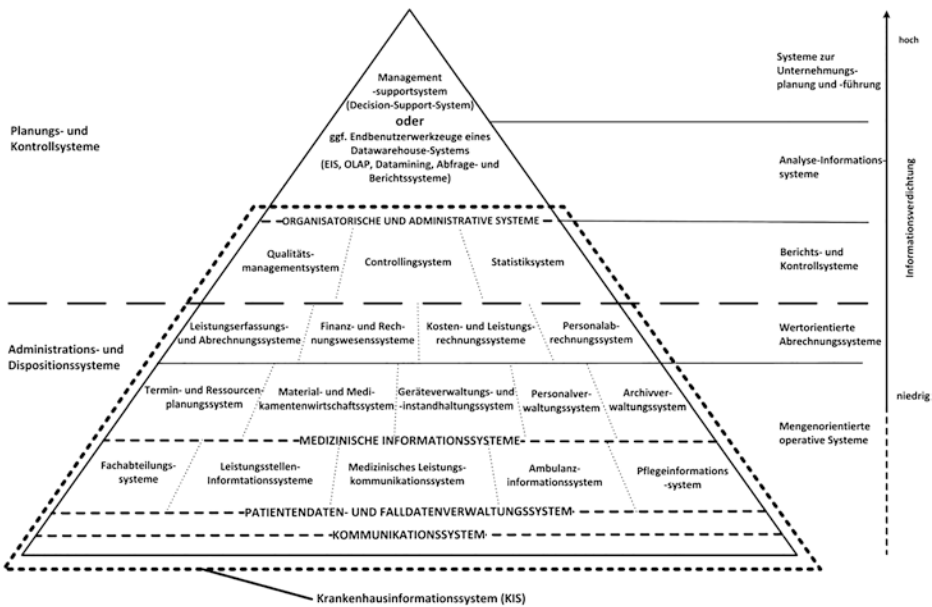 hoch
Systeme zur
Unternehmungs-
planung und -führung
Management
-supportsystem
(Decision-Support-System)
oder
ggf. Endbenutzerwerkzeuge eines
Datawarehouse-Systems
(EIS, OLAP, Datamining, Abfrage- und
Berichtssysteme)
Planungs- und
Kontrollsysteme
Analyse-Informations-
systeme
Informationsverdichtung
ORGANISATORISCHE UND ADMINISTRATIVE SYSTEME
Qualitäts-
managementsystem
Controllingsystem
Statistiksystem
Berichts- und
Kontrollsysteme
Leistungserfassungs-
und Abrechnungssysteme
Finanz- und Rech-
nungswesenssysteme
Kosten- und Leistungs-
rechnungssysteme
Personalab-
rechnungssystem
Wertorientierte
Abrechnungssysteme
Administrations- und
Dispositionssysteme
Termin- und Ressourcen-
planungssystem
Material- und Medi-
kamentenwirtschaftssystem
Geräteverwaltungs- und
-instandhaltungssystem
Personalver-
waltungssystem
Archivver-
waltungssystem
niedrig
Mengenorientierte
operative Systeme
MEDIZINISCHE INFORMATIONSSYSTEME
Fachabteilungs-
systeme
Leistungsstellen-
Informtationssysteme
Medizinisches Leistungs-
kommunikationssystem
Ambulanz-
informationssystem
Pflegeinformations
-system
PATIENTENDATEN- UND FALLDATENVERWALTUNGSSYSTEM
KOMMUNIKATIONSSYSTEM
Krankenhausinformationssystem (KIS)